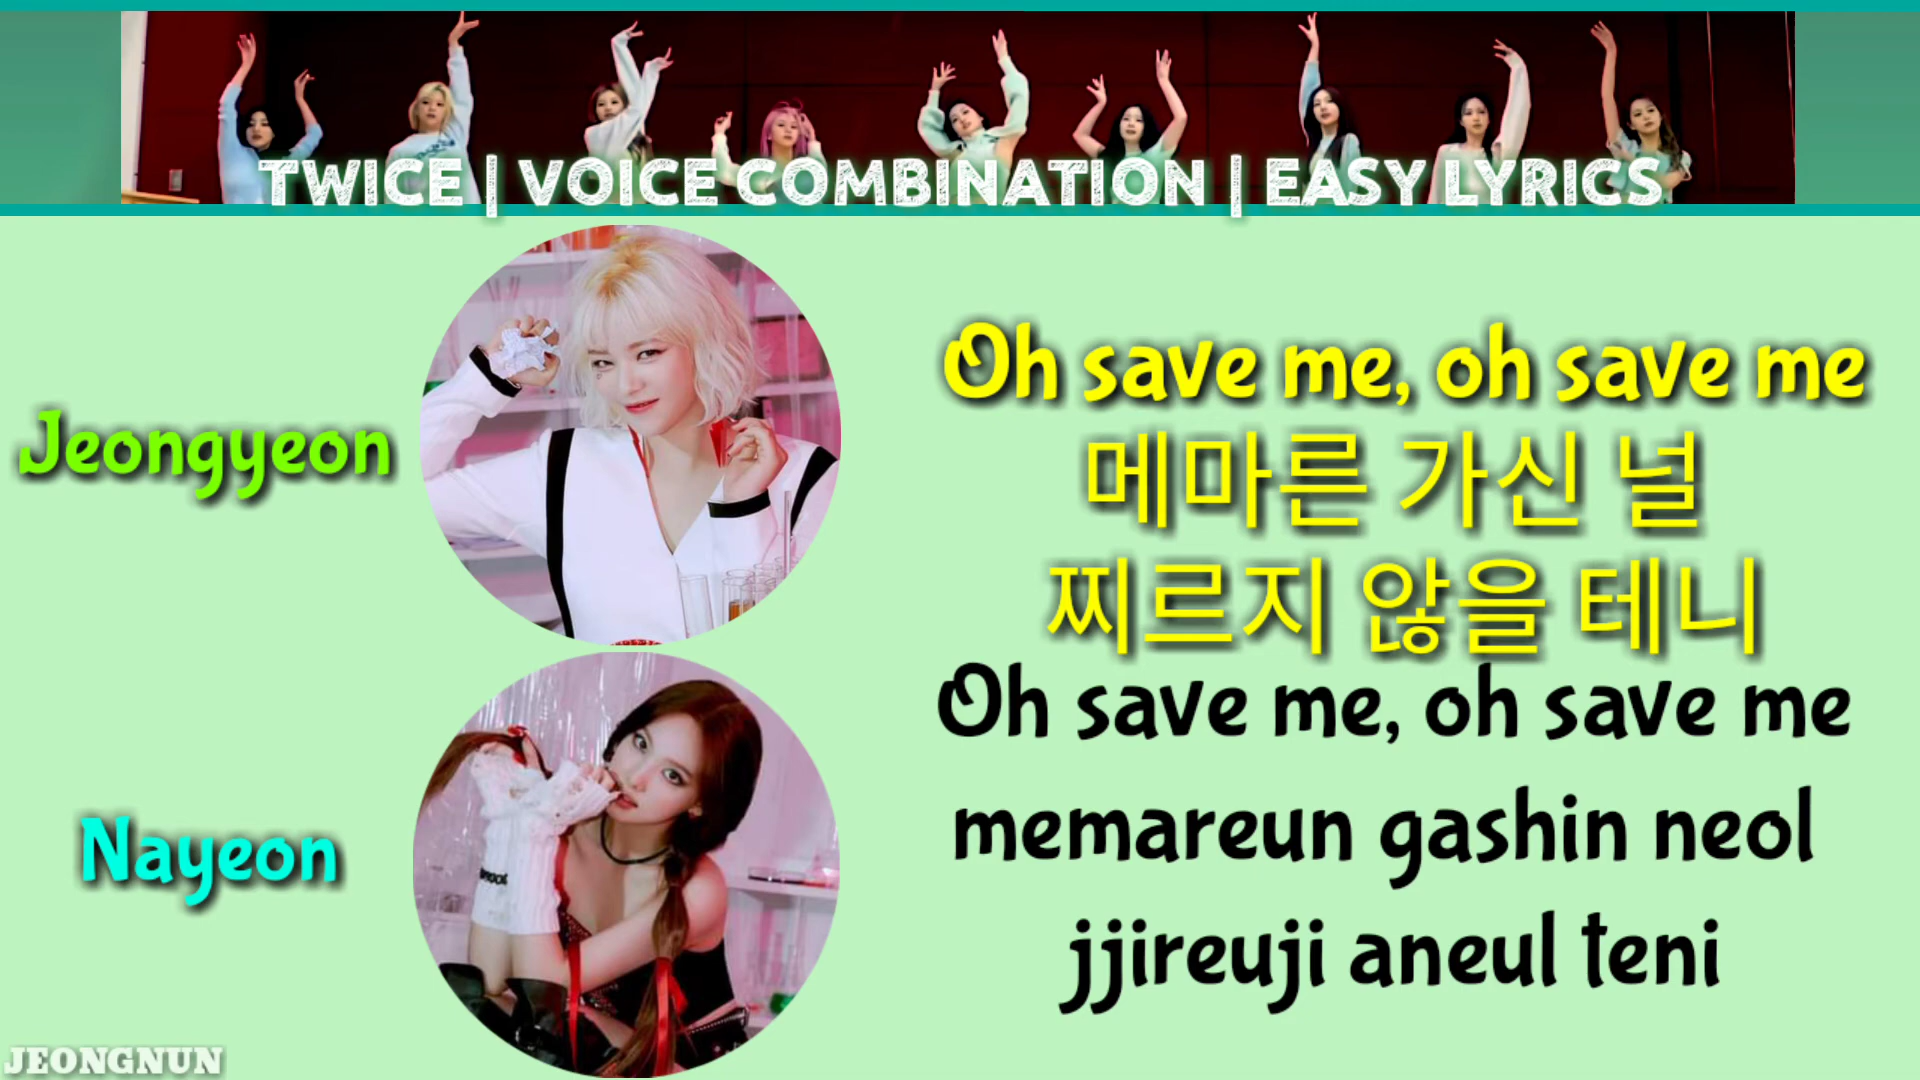 TWICE | VOICE COMBINATION | EASY LYRICS
Jeongyeon
Oh save me, oh save me
메마른 가신 널
찌르지 않을 테니
Oh save me, oh save me
memareun gashin neol
jjireuji aneul teni
Nayeon
JEONGNUN